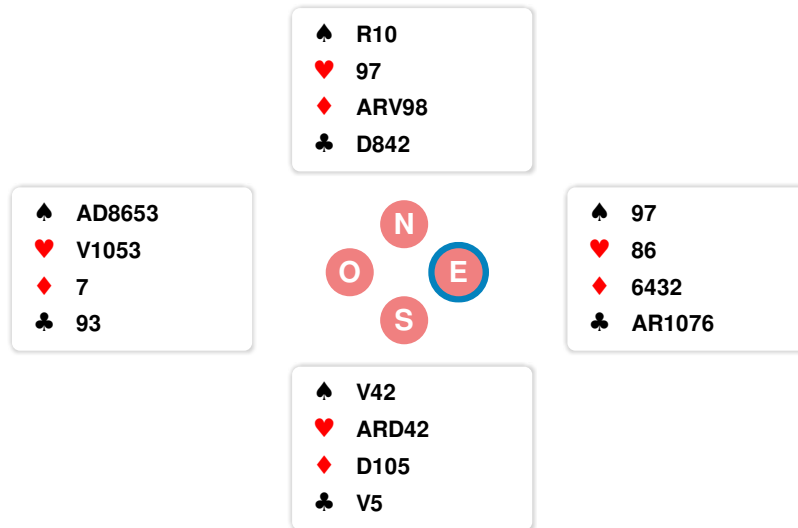 ♠ R10
♥ 97
♦ ARV98
♣ D842
♠ AD8653
♥ V1053
♦ 7
♣ 93
N
O
E
S
♠ 97
♥ 86
♦ 6432
♣ AR1076
♠ V42
♥ ARD42
♦ D105
♣ V5